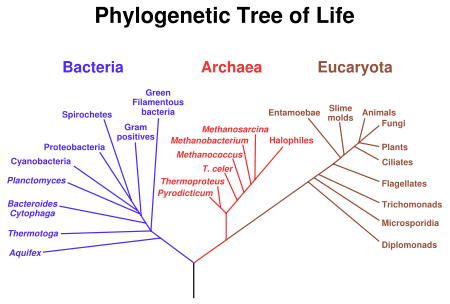 Phylogenetic Tree of Life
Bacteria
Archaea
Eucaryota
Green
Filamentous
bacteria
Spirochetes
Gram
positives
Proteobacteria
Cyanobacteria
Planctomyces
Bacteroides
Cytophaga
Thermotoga
Aquifex
Methanosarcina
Methanobacterium
Halophiles
Methanococcus
T. celer
Thermoproteus
Pyrodicticum
Entamoebae
Slime
molds
Animals
Fungi
Plants
Ciliates
Flagellates
Trichomonads
Microsporidia
Diplomonads